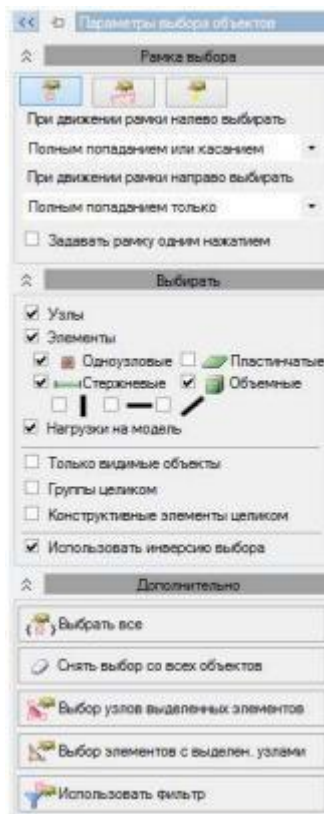 Параметры выбора объектов
Рамка выбора
При движении рамки налево выбирать
Полным попаданием или касанием
При движении рамки направо выбирать
Полным попаданием только
Задавать рамку одним нажатием
Выбирать
Узлы
Элементы
Одноузловые Пластинчатые
Стержневые Объемные
Нагрузки на модель
Только видимые объекты
Группы целиком
Конструктивные элементы целиком
Использовать инверсию выбора
Дополнительно
Выбрать все
Снять выбор со всех объектов
Выбор узлов выделенных элементов
Выбор элементов с выделен. узлами
Использовать фильтр